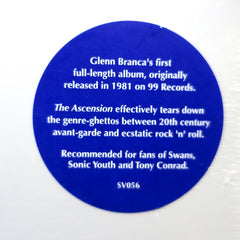 Glenn Branca's first
full-length album, originally
released in 1981 on 99 Records.
The Ascension effectively tears down
the genre-ghettos between 20th century
avant-garde and ecstatic rock 'n' roll.
Recommended for fans of Swans,
Sonic Youth and Tony Conrad.
SV056